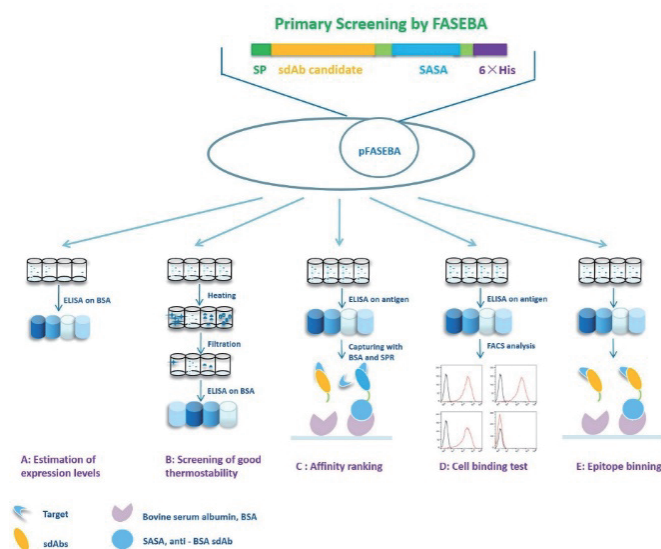 Primary Screening by FASEBA
SP sdAb candidate SASA 6×His
pFASEBA
ELISA on BSA
Heating
Filtration
ELISA on BSA
ELISA on antigen
Capturing with
BSA and SPR
ELISA on antigen
FACS analysis
A: Estimation of
expression levels
B: Screening of good
thermostability
C : Affinity ranking
D: Cell binding test
E: Epitope binning
Target
Bovine serum albumin, BSA
sdAbs
SASA, anti - BSA sdAb